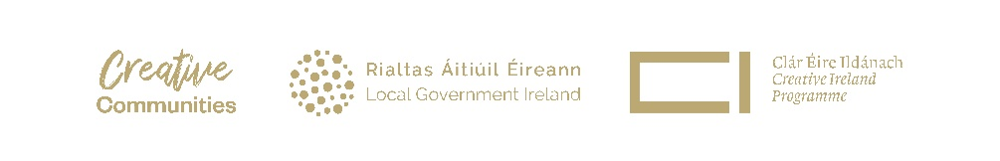 Creative
Communities
Rialtas Áitiúil Éireann
Local Government Ireland
Clár Éire Ildánach
Creative Ireland
Programme